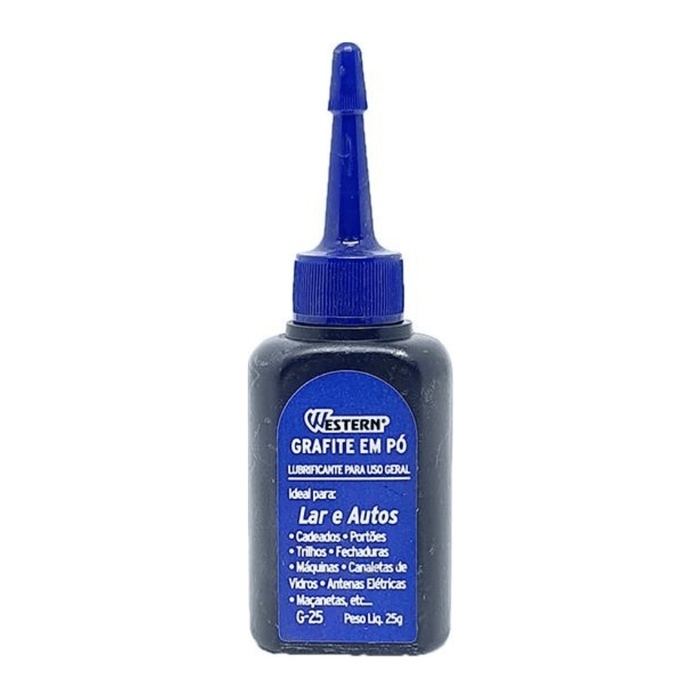 WESTERN®
GRAFITE EM PÓ
LUBRIFICANTE PARA USO GERAL
Ideal para:
Lar e Autos
• Cadeados • Portões
• Trilhos • Fechaduras
• Máquinas • Canaletas de
Vidros • Antenas Elétricas
• Maçanetas, etc...
G-25 Peso Liq. 25g